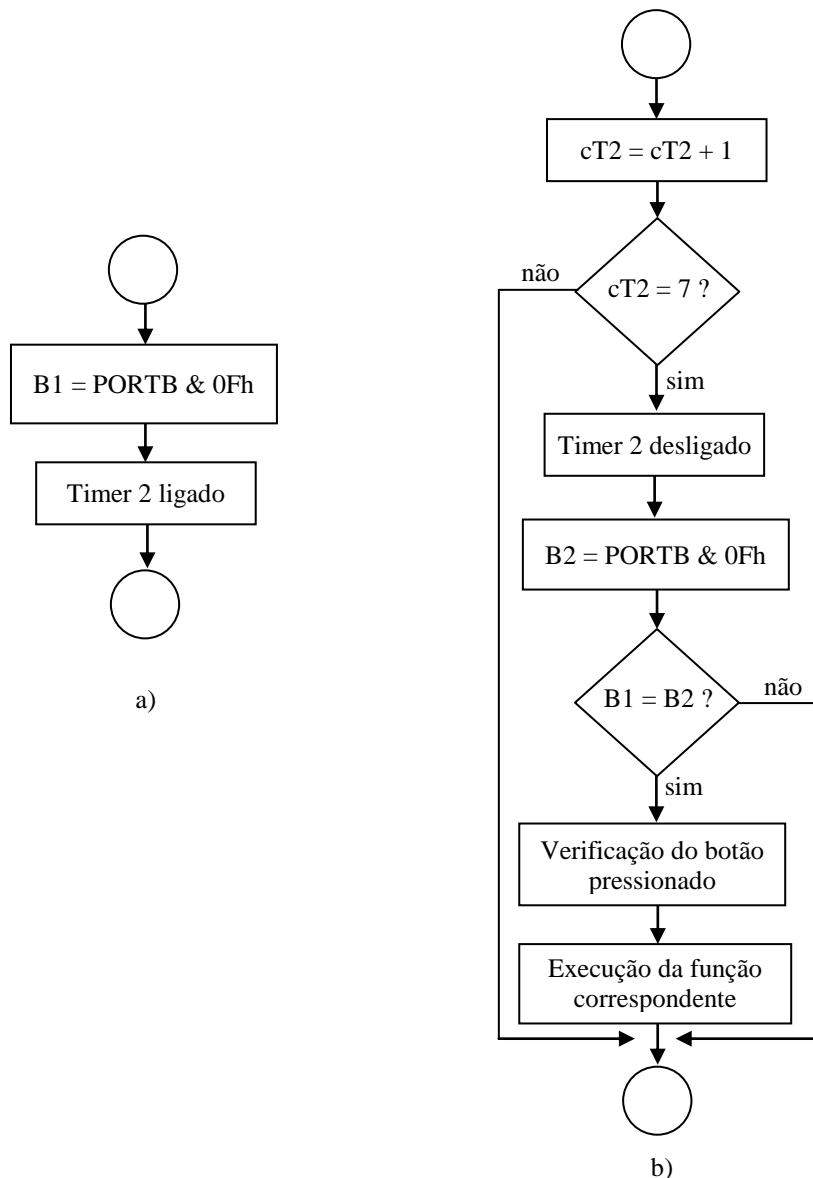 B1 = PORTB & 0Fh
Timer 2 ligado
a)
cT2 = cT2 + 1
não
cT2 = 7 ?
sim
Timer 2 desligado
B2 = PORTB & 0Fh
B1 = B2 ?
não
sim
Verificação do botão
pressionado
Execução da função
correspondente
b)